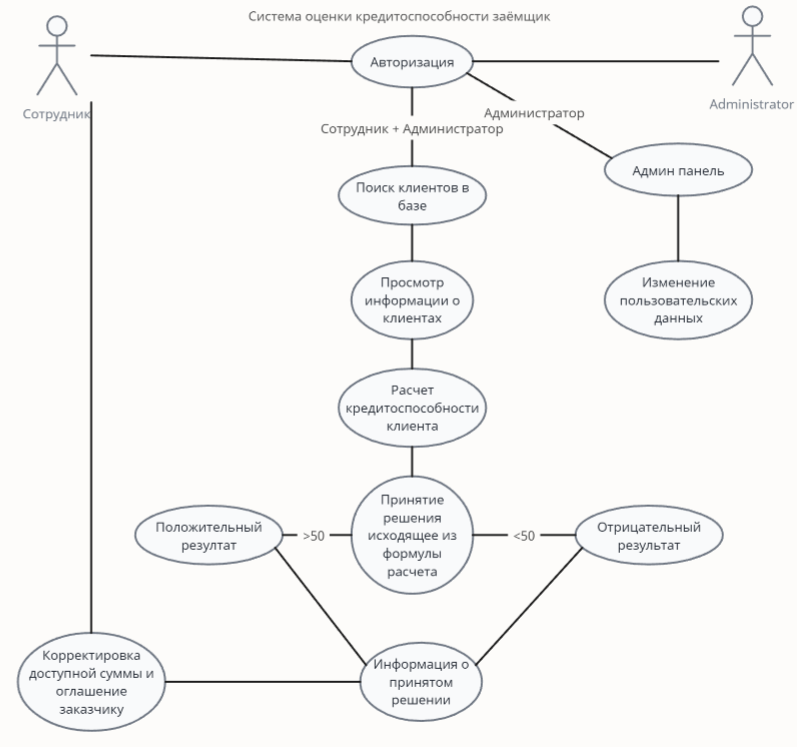 Система оценки кредитоспособности заёмщик
Авторизация
Сотрудник
Administrator
Администратор
Сотрудник + Администратор
Админ панель
Поиск клиентов в
базе
Просмотр
информации о
клиентах
Изменение
пользовательских
данных
Расчет
кредитоспособности
клиента
Принятие
решения
исходящее из
формулы
расчета
Положительный
резултат
>50
<50
Отрицательный
результат
Корректировка
доступной суммы и
оглашение
заказчику
Информация о
принятом
решении